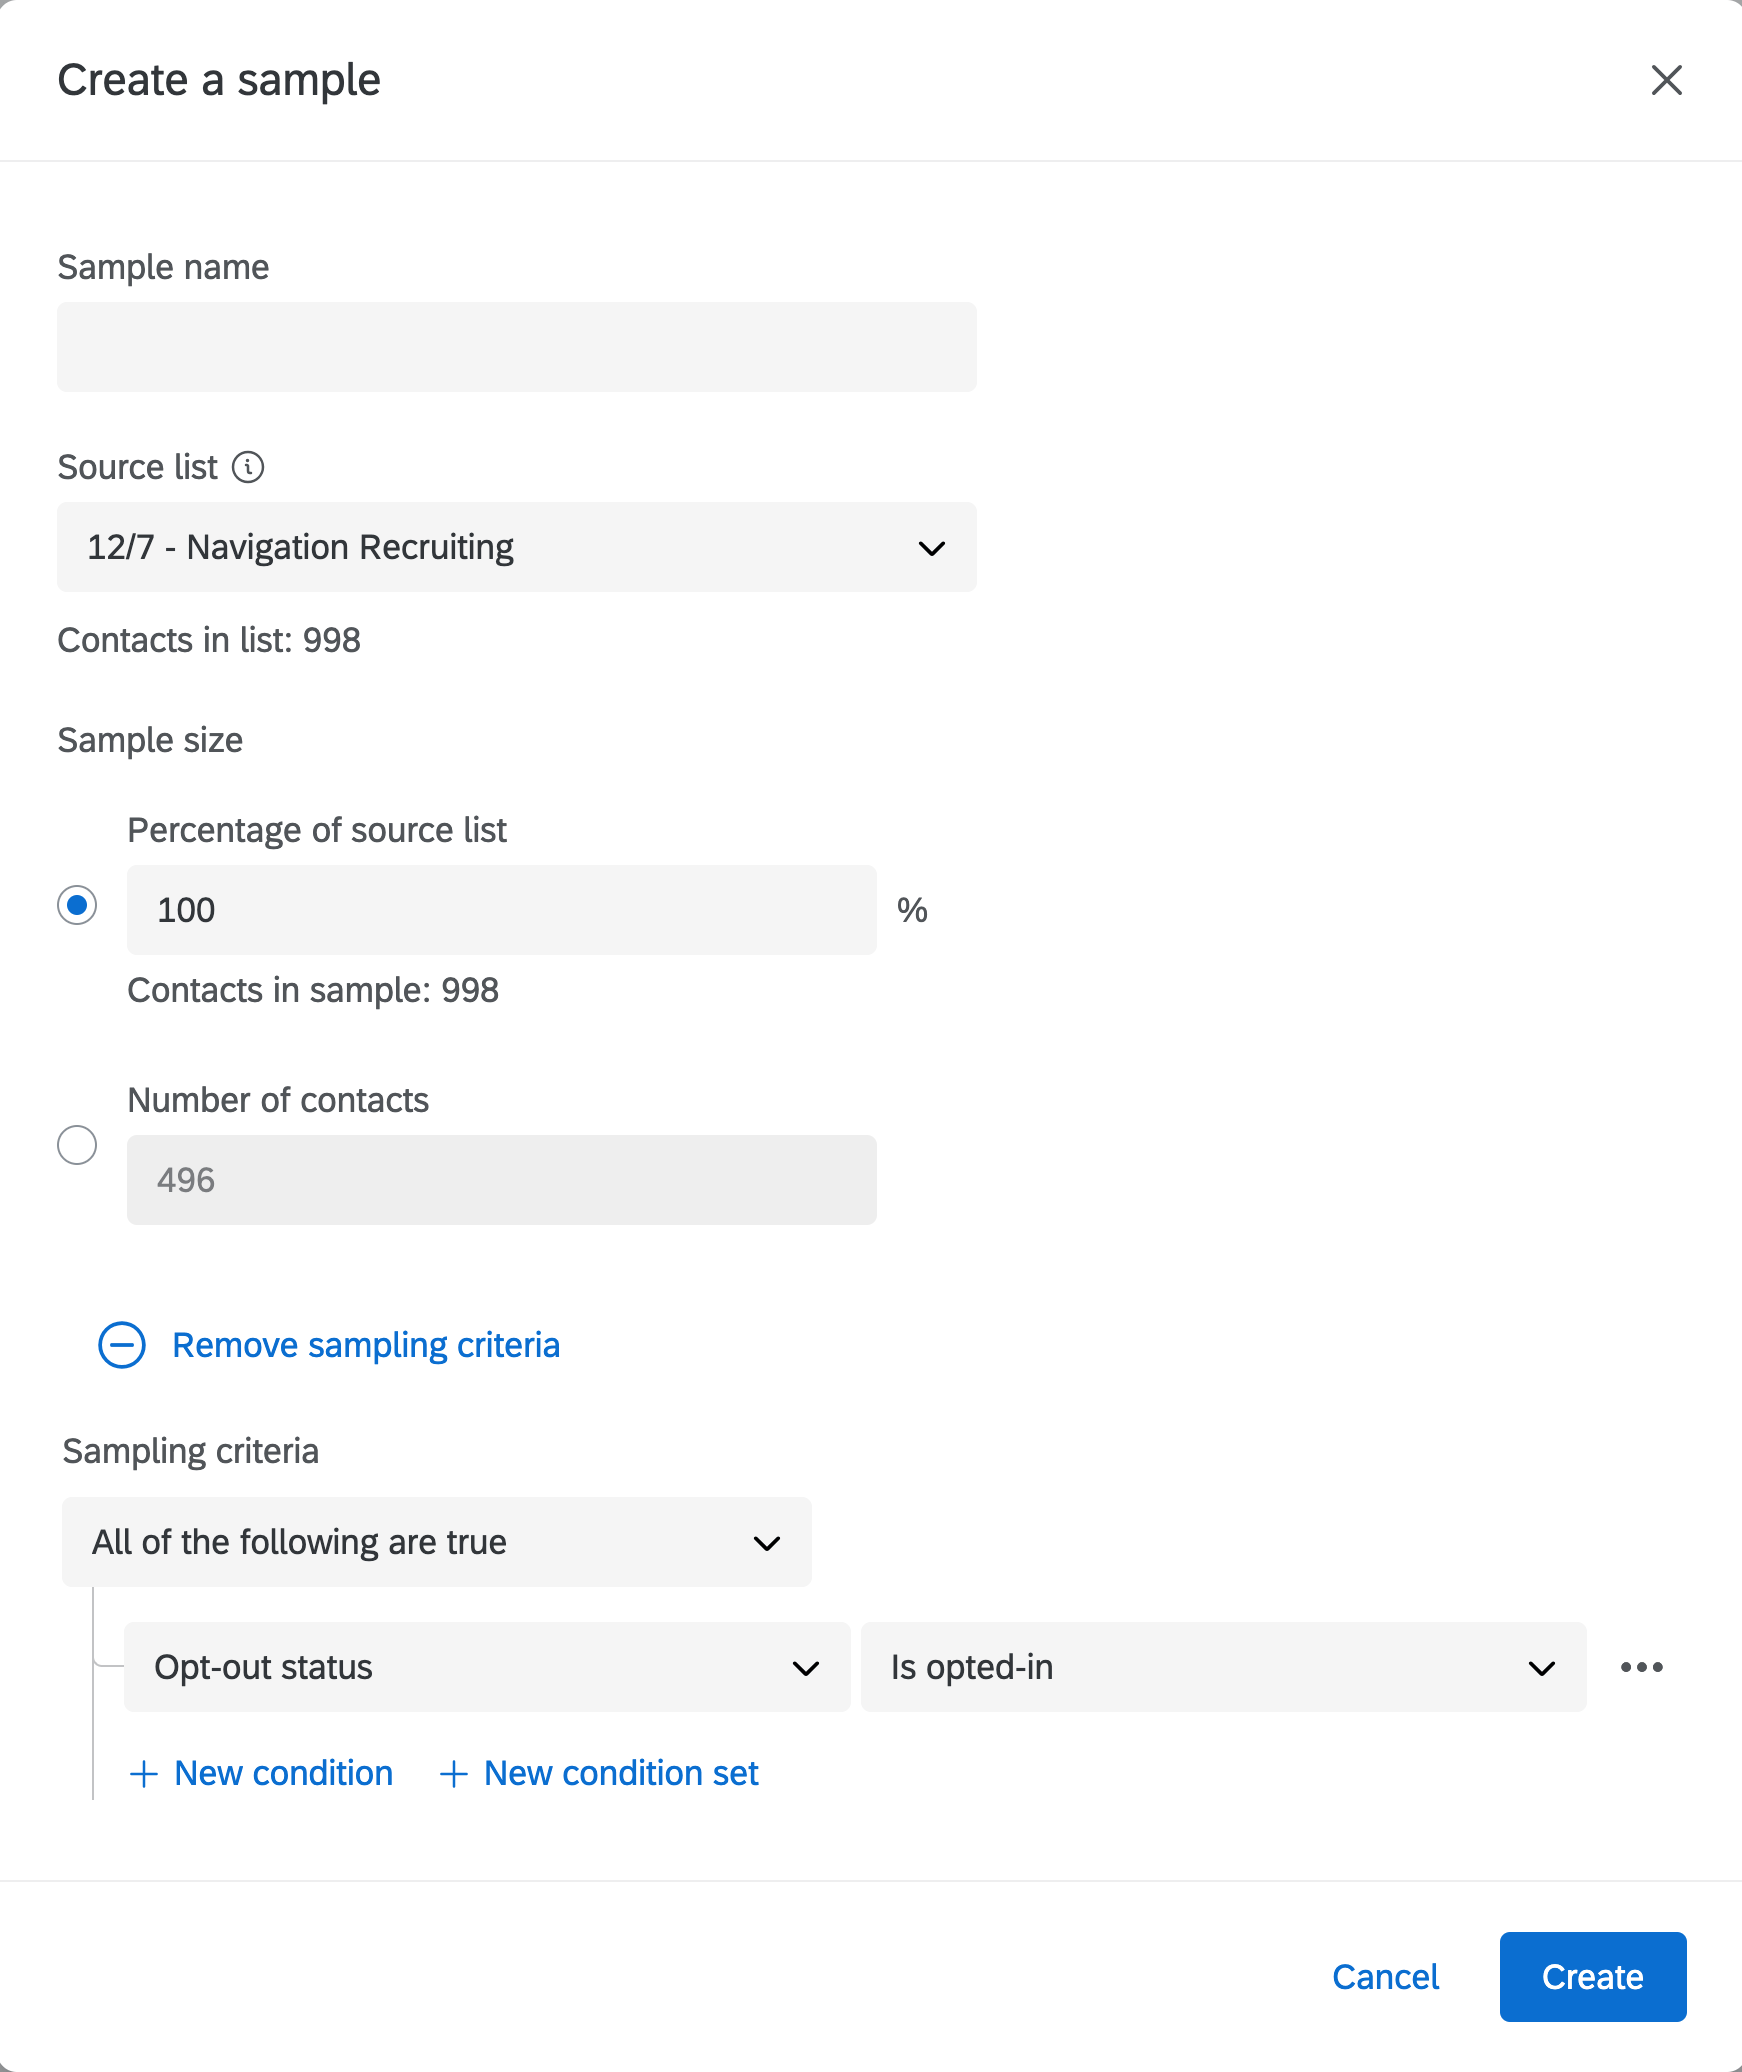 Create a sample
Sample name
Source list
12/7 - Navigation Recruiting
Contacts in list: 998
Sample size
Percentage of source list
100 %
Contacts in sample: 998
Number of contacts
496
Remove sampling criteria
Sampling criteria
All of the following are true
Opt-out status Is opted-in
New condition New condition set
Cancel Create